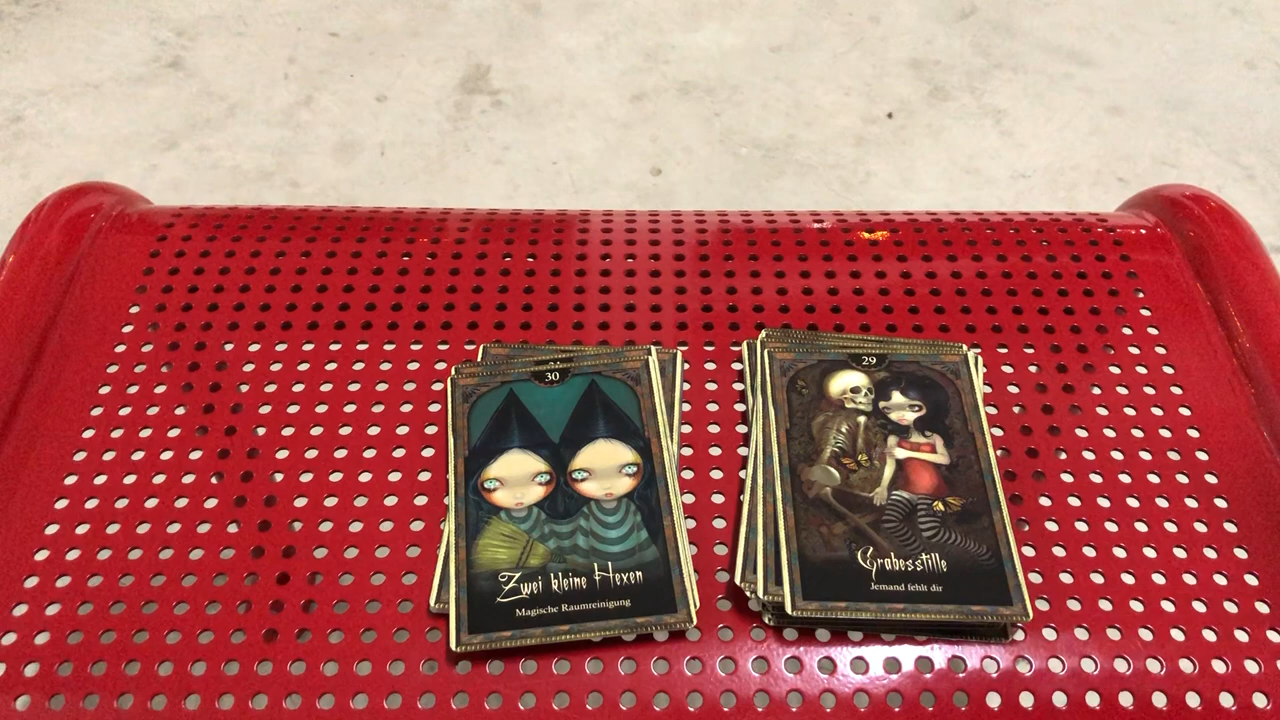 30
Zwei kleine Hexen
Magische Raumreinigung
29
Grabesstille
Jemand fehlt dir